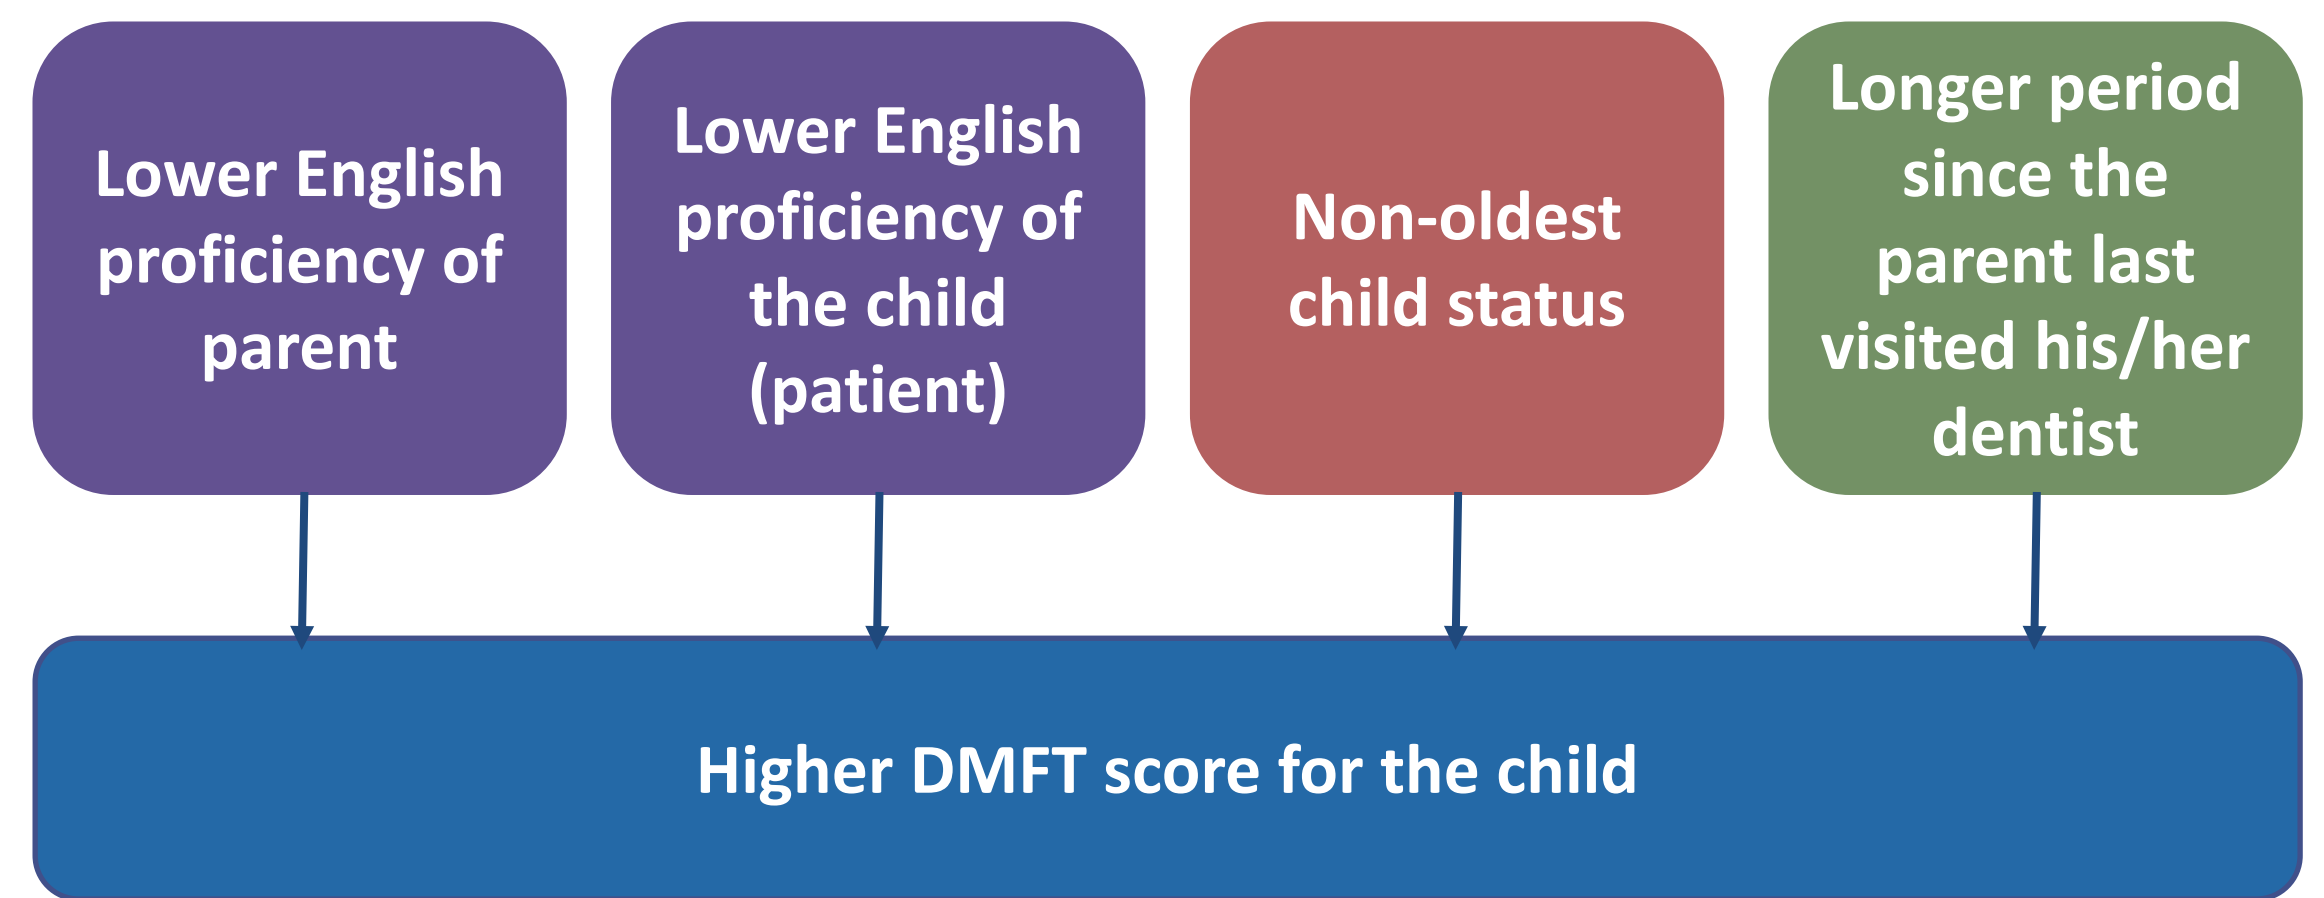 Lower English
proficiency of
parent
Lower English
proficiency of
the child
(patient)
Non-oldest
child status
Longer period
since the
parent last
visited his/her
dentist
Higher DMFT score for the child